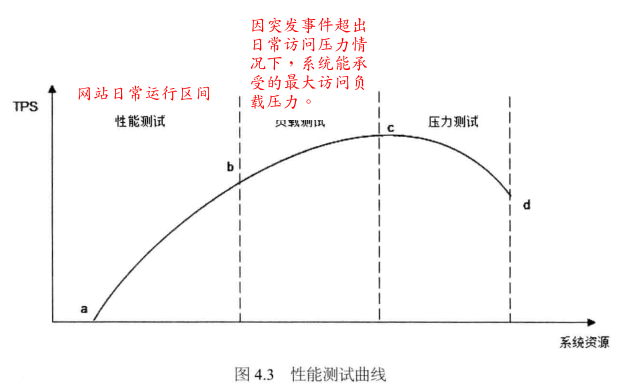 因突发事件超出
日常访问压力情
况下，系统能承
受的最大访问负
载压力。
网站日常运行区间
TPS
性能测试
负载测试
压力测试
c
b
d
a
系统资源
图 4.3 性能测试曲线